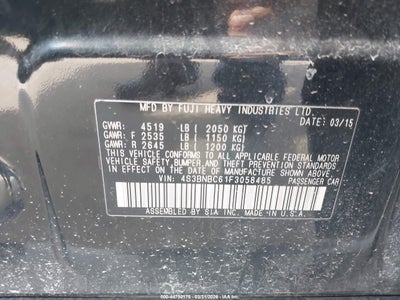 MFD BY FUJI HEAVY INDUSTRIES LTD. 03/15
GVWR: 4519 LB ( 2050 KG)
GAWR: F 2535 LB ( 1150 KG)
GAWR: R 2645 LB ( 1200 KG)
THIS VEHICLE CONFORMS TO ALL APPLICABLE FEDERAL MOTOR
VEHICLE SAFETY, BUMPER, AND THEFT PREVENTION STANDARDS
IN EFFECT ON THE DATE OF MANUFACTURE SHOWN ABOVE.
VIN: 4S3BNBC61F3058485 PASSENGER CAR
ASSEMBLED BY SIA INC. MADE IN U.S.A.